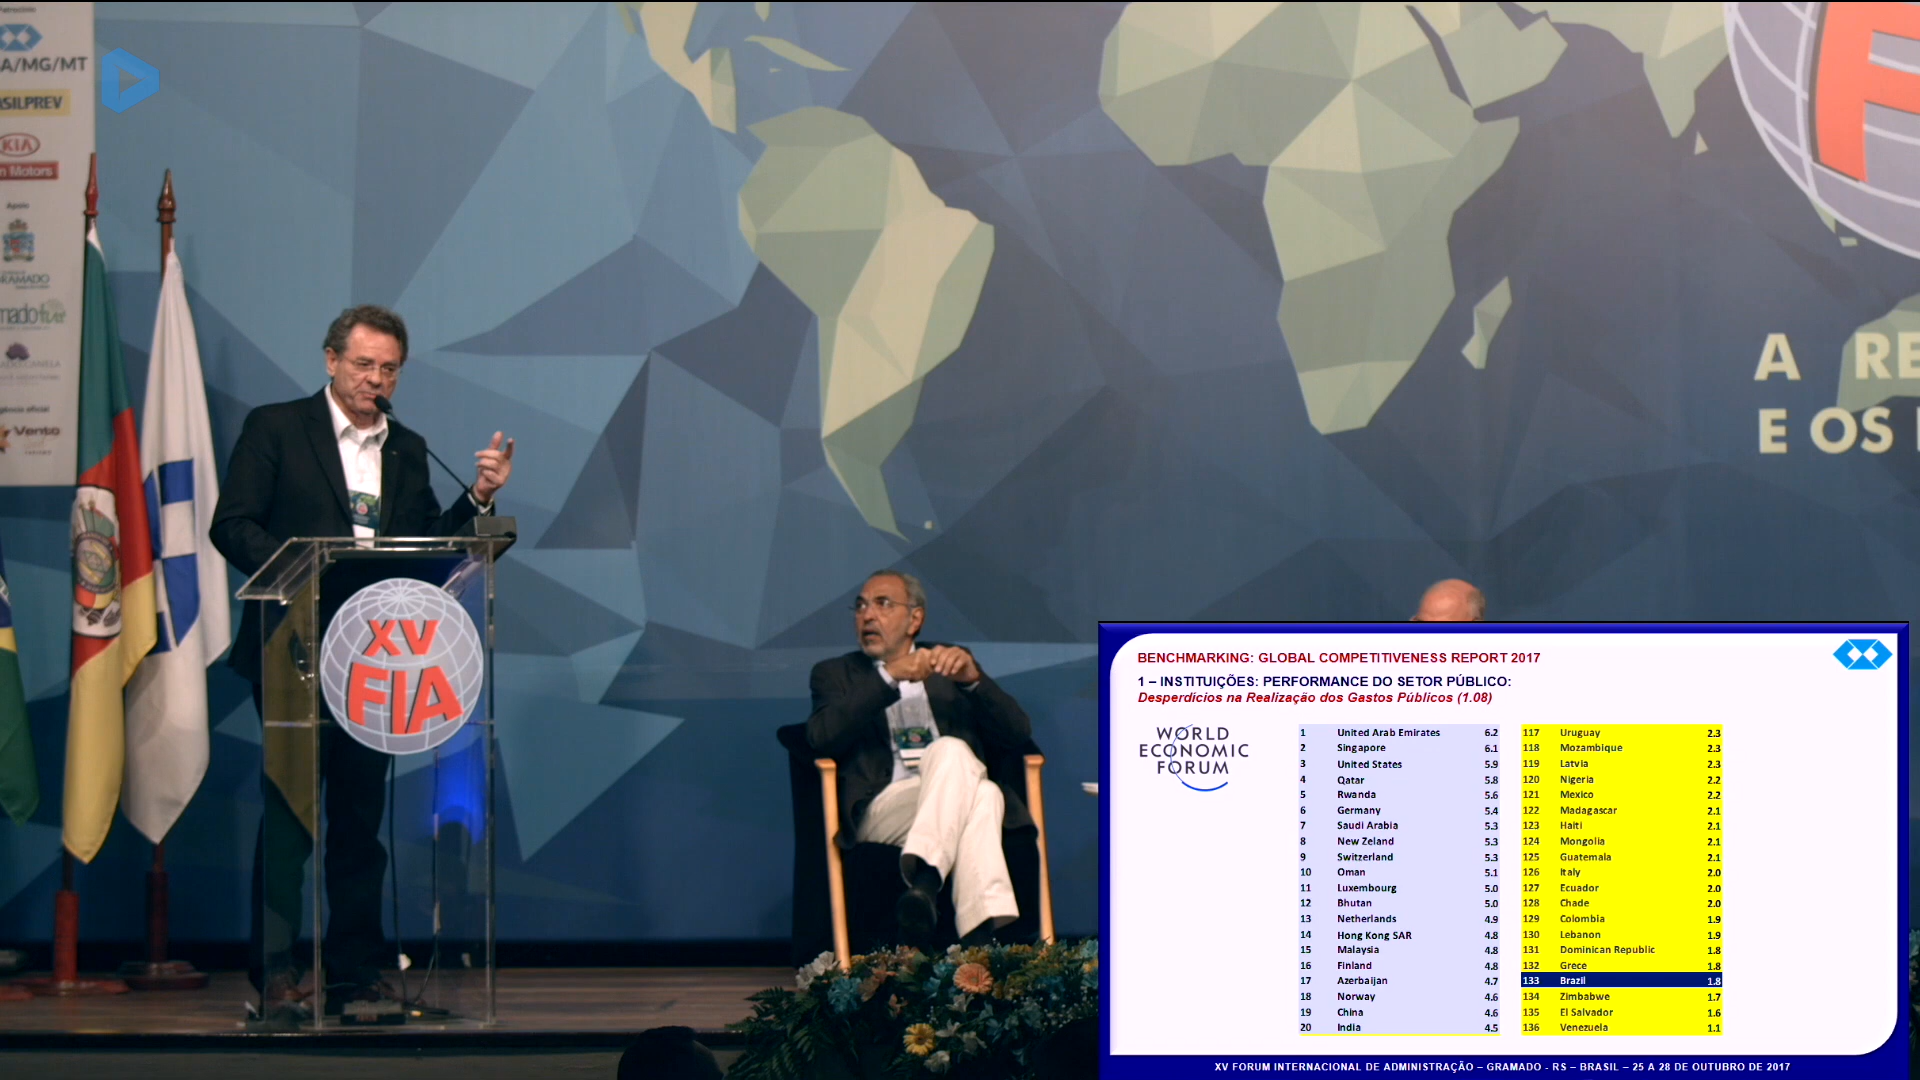 Patrocínio
A/MG/MT
ASILPREV
KIA
n Motors
Apoio
RAMADO
Vento
XV
FIA
A RE
E OS
BENCHMARKING: GLOBAL COMPETITIVENESS REPORT 2017
1 – INSTITUIÇÕES: PERFORMANCE DO SETOR PÚBLICO:
Desperdícios na Realização dos Gastos Públicos (1.08)
WORLD
ECONOMIC
FORUM
1 United Arab Emirates 6.2
2 Singapore 6.1
3 United States 5.9
4 Qatar 5.8
5 Rwanda 5.6
6 Germany 5.4
7 Saudi Arabia 5.3
8 New Zeland 5.3
9 Switzerland 5.3
10 Oman 5.1
11 Luxembourg 5.0
12 Bhutan 5.0
13 Netherlands 4.9
14 Hong Kong SAR 4.8
15 Malaysia 4.8
16 Finland 4.8
17 Azerbaijan 4.7
18 Norway 4.6
19 China 4.6
20 India 4.5
117 Uruguay 2.3
118 Mozambique 2.3
119 Latvia 2.3
120 Nigeria 2.2
121 Mexico 2.2
122 Madagascar 2.1
123 Haiti 2.1
124 Mongolia 2.1
125 Guatemala 2.1
126 Italy 2.0
127 Ecuador 2.0
128 Chade 2.0
129 Colombia 1.9
130 Lebanon 1.9
131 Dominican Republic 1.8
132 Grece 1.8
133 Brazil 1.8
134 Zimbabwe 1.7
135 El Salvador 1.6
136 Venezuela 1.1
XV FORUM INTERNACIONAL DE ADMINISTRAÇÃO – GRAMADO - RS – BRASIL – 25 A 28 DE OUTUBRO DE 2017